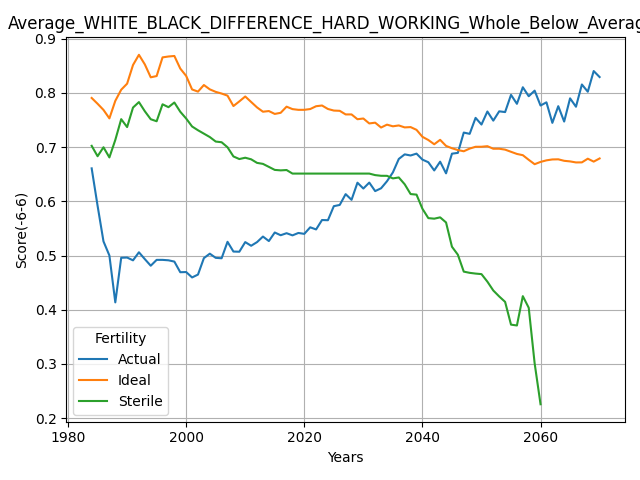 Average_WHITE_BLACK_DIFFERENCE_HARD_WORKING_Whole_Below_Averag
0.9
0.8
0.7
0.6
0.5
0.4
0.3
0.2
Score(-6-6)
Fertility
Actual
Ideal
Sterile
1980 2000 2020 2040 2060
Years